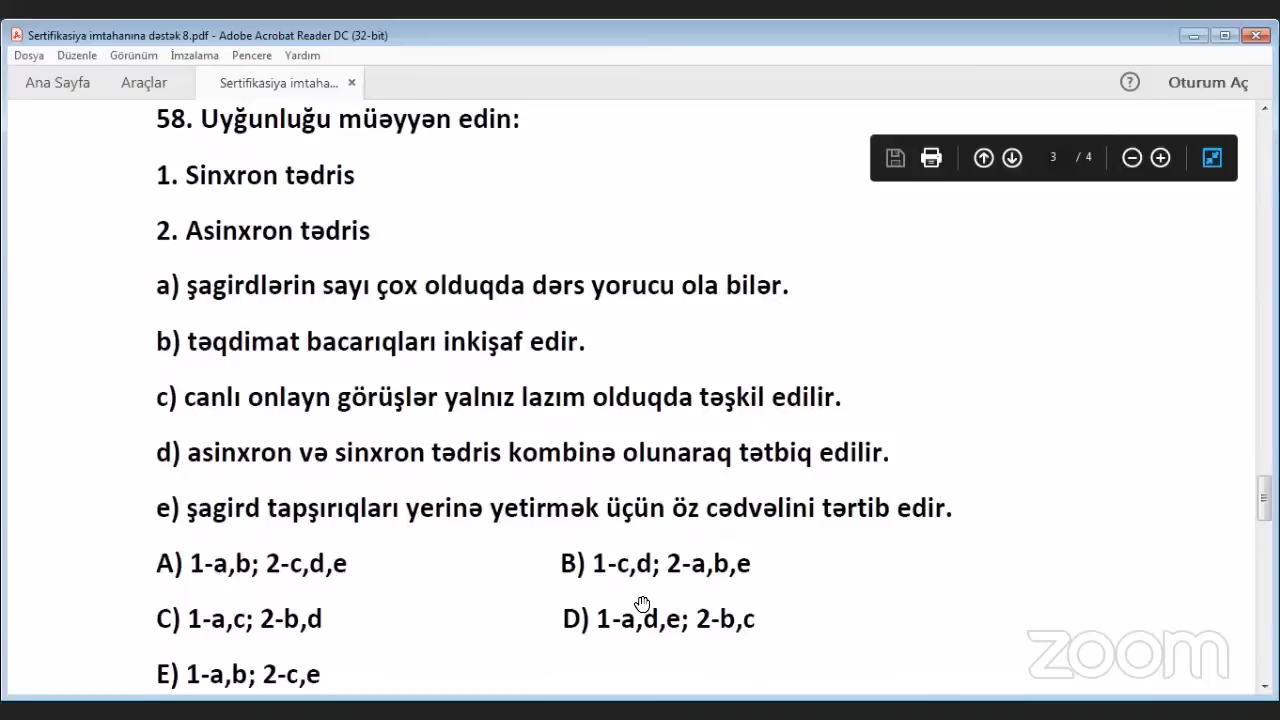 Sertifikasiya imtahanına dəstək 8.pdf - Adobe Acrobat Reader DC (32-bit)
Dosya Düzenle Görünüm İmzalama Pencere Yardım
Ana Sayfa Araçlar Sertifikasiya imtaha... Oturum Aç
58. Uyğunluğu müəyyən edin:
3 / 4
1. Sinxron tədris
2. Asinxron tədris
a) şagirdlərin sayı çox olduqda dərs yorucu ola bilər.
b) təqdimat bacarıqları inkişaf edir.
c) canlı onlayn görüşlər yalnız lazım olduqda təşkil edilir.
d) asinxron və sinxron tədris kombinə olunaraq tətbiq edilir.
e) şagird tapşırıqları yerinə yetirmək üçün öz cədvəlini tərtib edir.
A) 1-a,b; 2-c,d,e B) 1-c,d; 2-a,b,e
C) 1-a,c; 2-b,d D) 1-a,d,e; 2-b,c
E) 1-a,b; 2-c,e
zoom